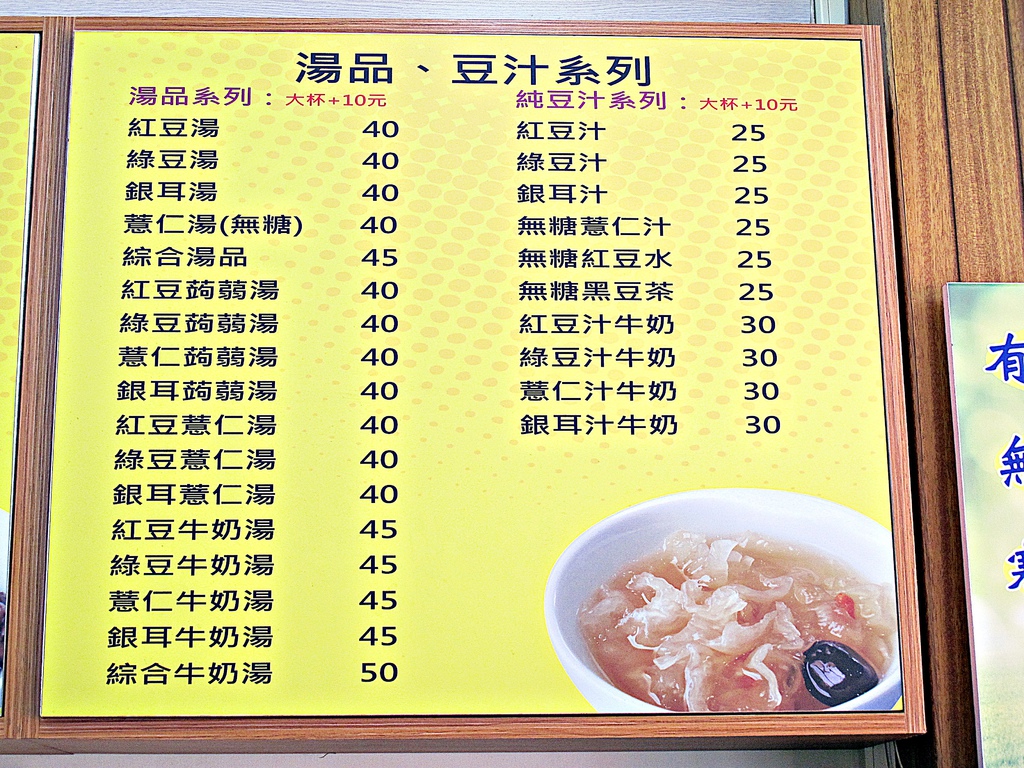 湯品、豆汁系列
湯品系列：大杯+10元
紅豆湯 40
綠豆湯 40
銀耳湯 40
薏仁湯(無糖) 40
綜合湯品 45
紅豆蒟蒻湯 40
綠豆蒟蒻湯 40
薏仁蒟蒻湯 40
銀耳蒟蒻湯 40
紅豆薏仁湯 40
綠豆薏仁湯 40
銀耳薏仁湯 40
紅豆牛奶湯 45
綠豆牛奶湯 45
薏仁牛奶湯 45
銀耳牛奶湯 45
綜合牛奶湯 50
純豆汁系列：大杯+10元
紅豆汁 25
綠豆汁 25
銀耳汁 25
無糖薏仁汁 25
無糖紅豆水 25
無糖黑豆茶 25
紅豆汁牛奶 30
綠豆汁牛奶 30
薏仁汁牛奶 30
銀耳汁牛奶 30
有
無